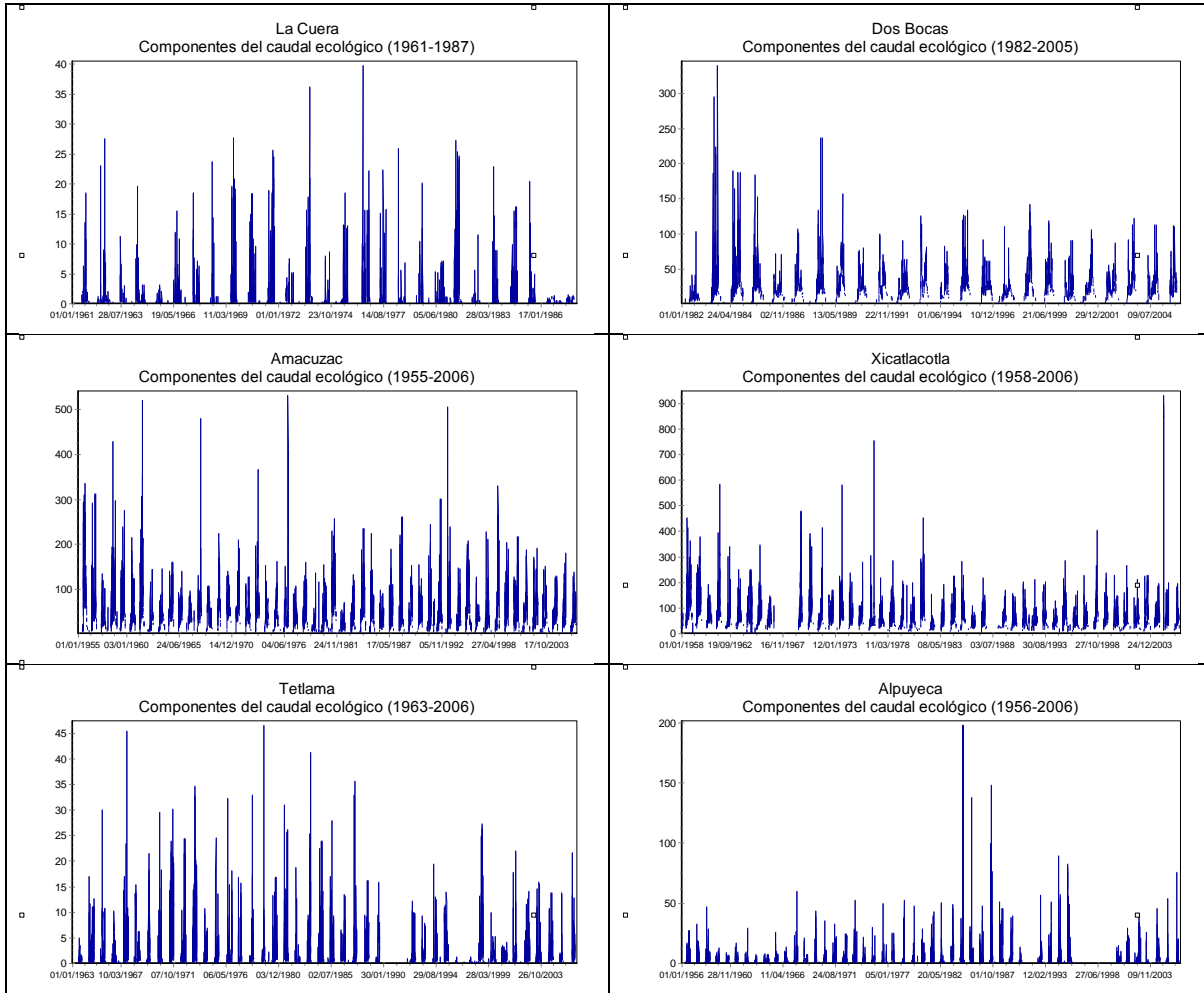 La Cuera
Componentes del caudal ecológico (1961-1987)
40
35
30
25
20
15
10
5
0
01/01/1961 28/07/1963 19/05/1966 11/03/1969 01/01/1972 23/10/1974 14/08/1977 05/06/1980 28/03/1983 17/01/1986
Dos Bocas
Componentes del caudal ecológico (1982-2005)
300
250
200
150
100
50
01/01/1982 24/04/1984 02/11/1986 13/05/1989 22/11/1991 01/06/1994 10/12/1996 21/06/1999 29/12/2001 09/07/2004
Amacuzac
Componentes del caudal ecológico (1955-2006)
500
400
300
200
100
01/01/1955 03/01/1960 24/06/1965 14/12/1970 04/06/1976 24/11/1981 17/05/1987 05/11/1992 27/04/1998 17/10/2003
Xicatlacotla
Componentes del caudal ecológico (1958-2006)
900
800
700
600
500
400
300
200
100
0
01/01/1958 19/09/1962 16/11/1967 12/01/1973 11/03/1978 08/05/1983 03/07/1988 30/08/1993 27/10/1998 24/12/2003
Tetlama
Componentes del caudal ecológico (1963-2006)
45
40
35
30
25
20
15
10
5
0
01/01/1963 10/03/1967 07/10/1971 06/05/1976 03/12/1980 02/07/1985 30/01/1990 29/08/1994 28/03/1999 26/10/2003
Alpuyeca
Componentes del caudal ecológico (1956-2006)
200
150
100
50
0
01/01/1956 28/11/1960 11/04/1966 24/08/1971 05/01/1977 20/05/1982 01/10/1987 12/02/1993 27/06/1998 09/11/2003